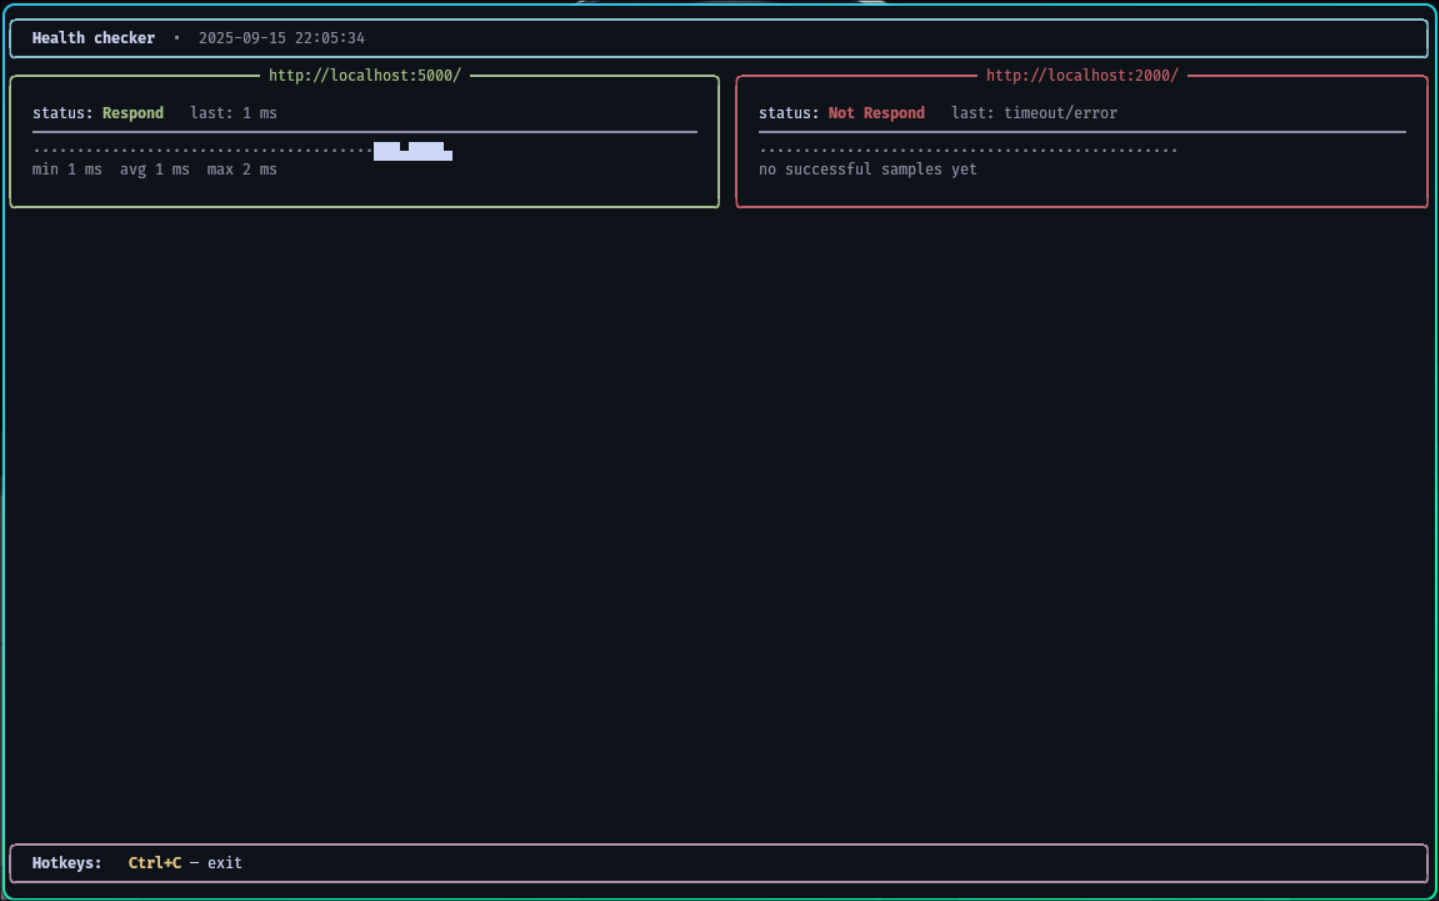 Health checker • 2025-09-15 22:05:34
http://localhost:5000/
status: Respond last: 1 ms
min 1 ms avg 1 ms max 2 ms
http://localhost:2000/
status: Not Respond last: timeout/error
no successful samples yet
Hotkeys: Ctrl+C — exit